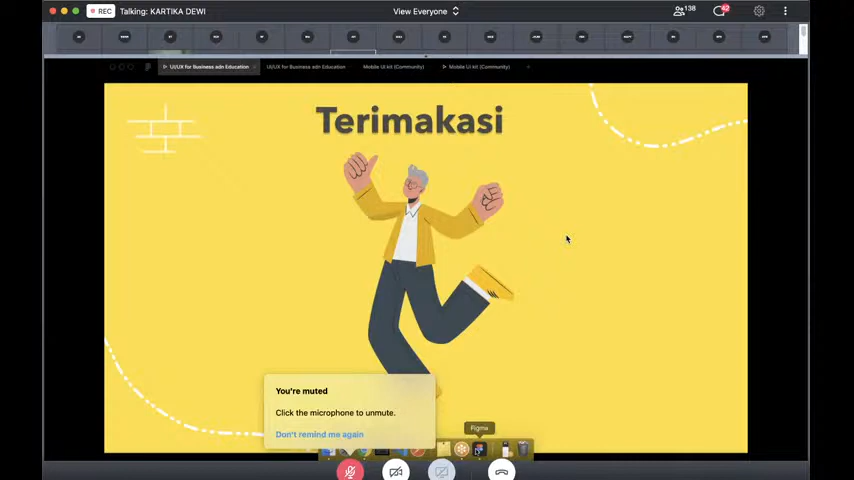 REC
Talking: KARTIKA DEWI
View Everyone
138
42
UI/UX for Business adn Education
UI/UX for Business adn Education
Mobile UI kit (Community)
Mobile UI kit (Community)
Terimakasi
You're muted
Click the microphone to unmute.
Don't remind me again
Figma